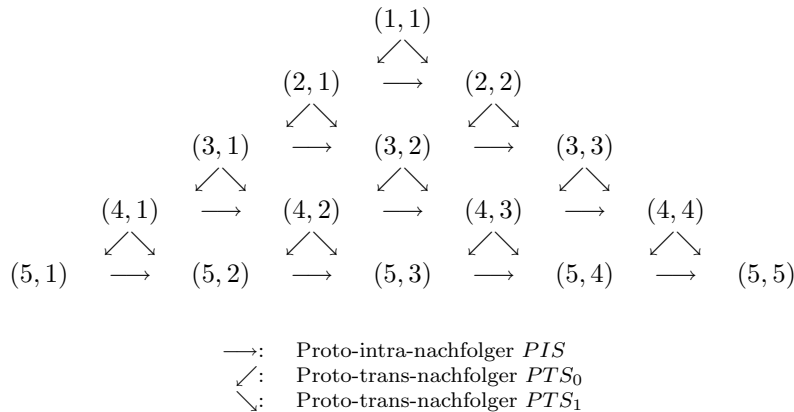 (1, 1)
(2, 1) ⟶ (2, 2)
(3, 1) ⟶ (3, 2) ⟶ (3, 3)
(4, 1) ⟶ (4, 2) ⟶ (4, 3) ⟶ (4, 4)
(5, 1) ⟶ (5, 2) ⟶ (5, 3) ⟶ (5, 4) ⟶ (5, 5)
⟶: Proto-intra-nachfolger PIS
↙: Proto-trans-nachfolger PTS₀
↘: Proto-trans-nachfolger PTS₁